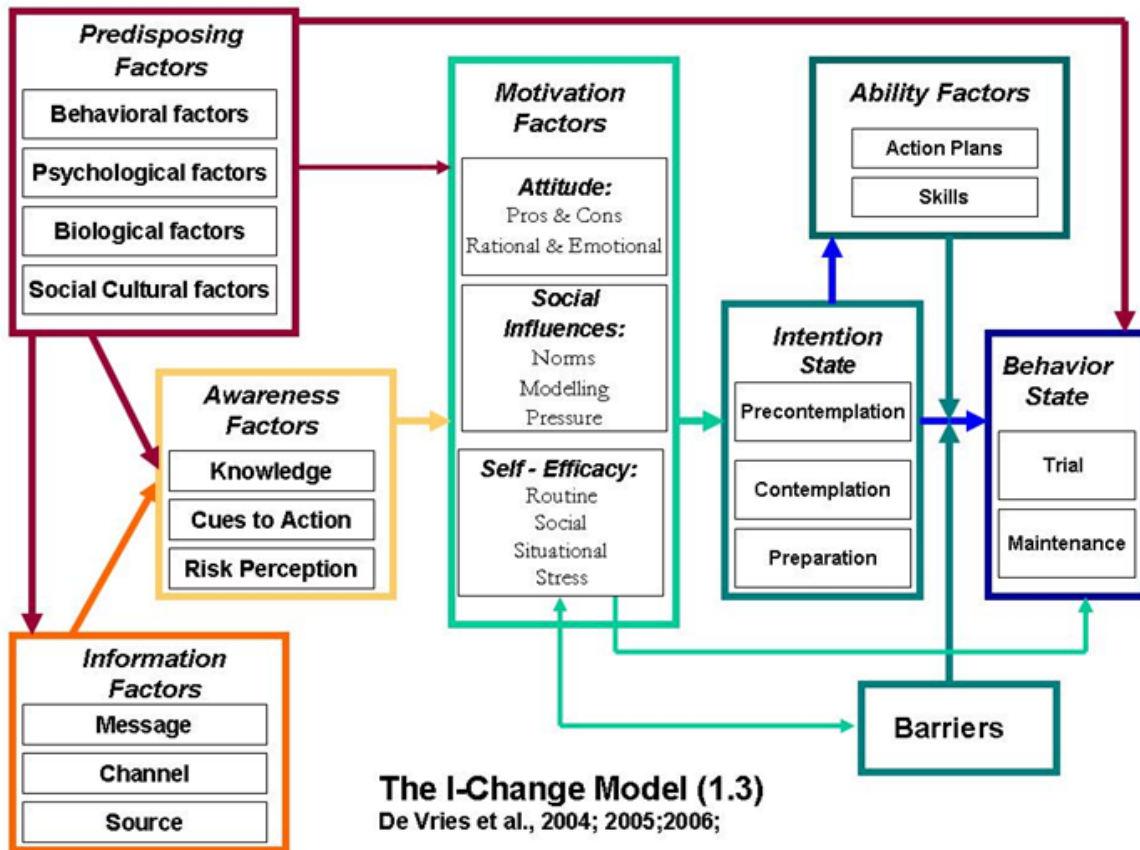 Predisposing
Factors
Behavioral factors
Psychological factors
Biological factors
Social Cultural factors
Awareness
Factors
Knowledge
Cues to Action
Risk Perception
Information
Factors
Message
Channel
Source
Motivation
Factors
Attitude:
Pros & Cons
Rational & Emotional
Social
Influences:
Norms
Modelling
Pressure
Self - Efficacy:
Routine
Social
Situational
Stress
Ability Factors
Action Plans
Skills
Intention
State
Precontemplation
Contemplation
Preparation
Behavior
State
Trial
Maintenance
Barriers
The I-Change Model (1.3)
De Vries et al., 2004; 2005;2006;